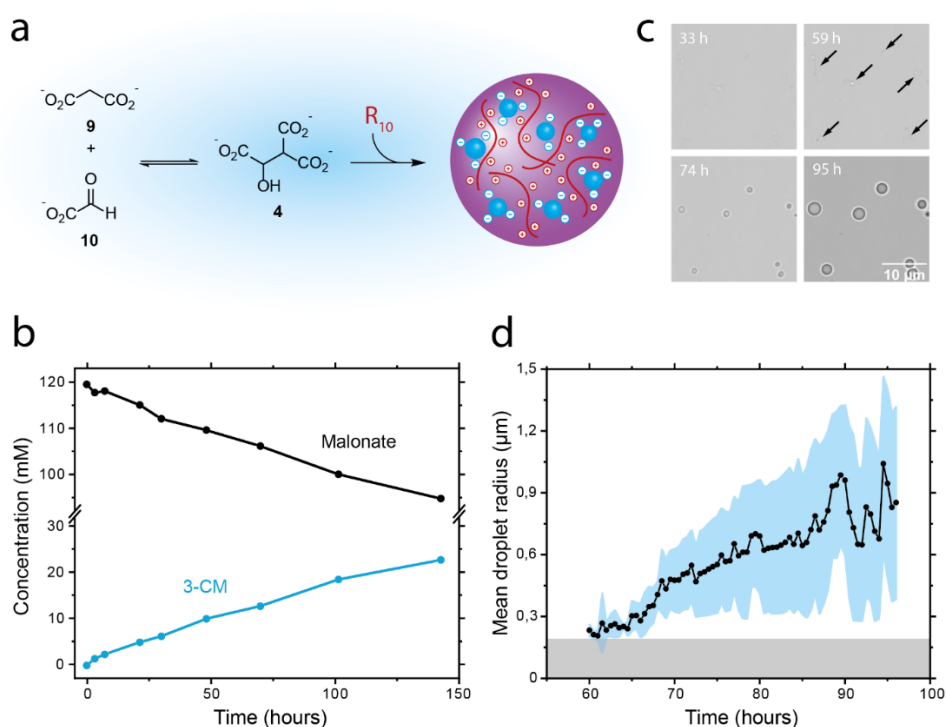 a
⁻O₂C CO₂⁻
9
+
O
⁻O₂C H
10
CO₂⁻
⁻O₂C CO₂⁻
OH
4
R₁₀
c
33 h
59 h
74 h
95 h
10 μm
b
Concentration (mM)
120
110
100
20
10
0
Malonate
3-CM
0 50 100 150
Time (hours)
d
Mean droplet radius (μm)
1,5
1,2
0,9
0,6
0,3
0
60 70 80 90 100
Time (hours)